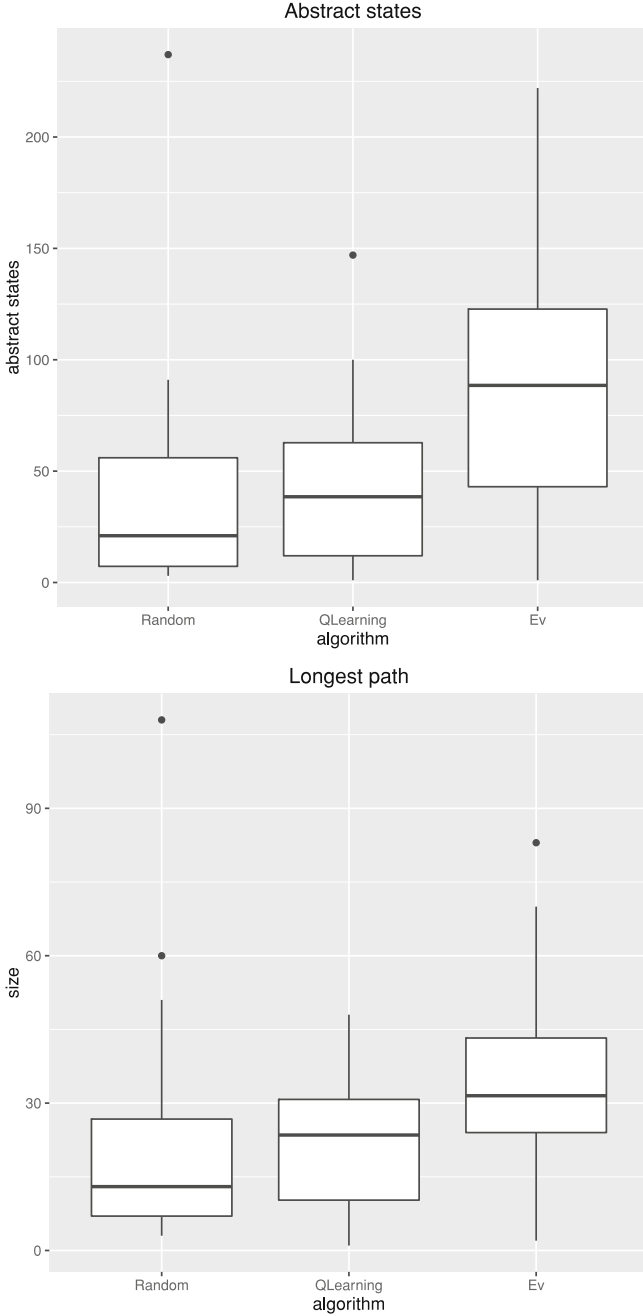 Abstract states
200
150
100
50
0
abstract states
Random QLearning Ev
algorithm
Longest path
90
60
30
0
size
Random QLearning Ev
algorithm